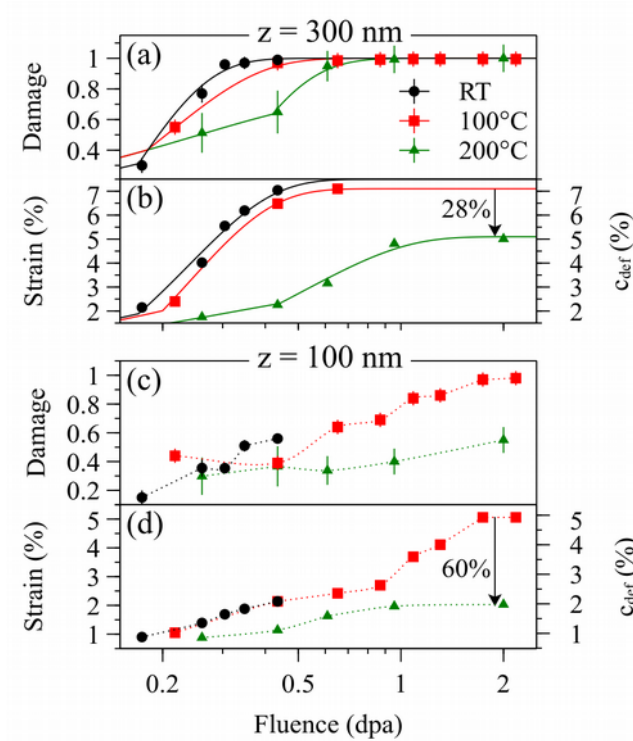 z = 300 nm
(a)
Damage
1
0.8
0.6
0.4
RT
100°C
200°C
(b)
Strain (%)
7
6
5
4
3
2
28%
7
6
5
4
3
2
c_def (%)
z = 100 nm
(c)
Damage
1
0.8
0.6
0.4
0.2
(d)
Strain (%)
5
4
3
2
1
60%
5
4
3
2
1
c_def (%)
0.2 0.5 1 2
Fluence (dpa)